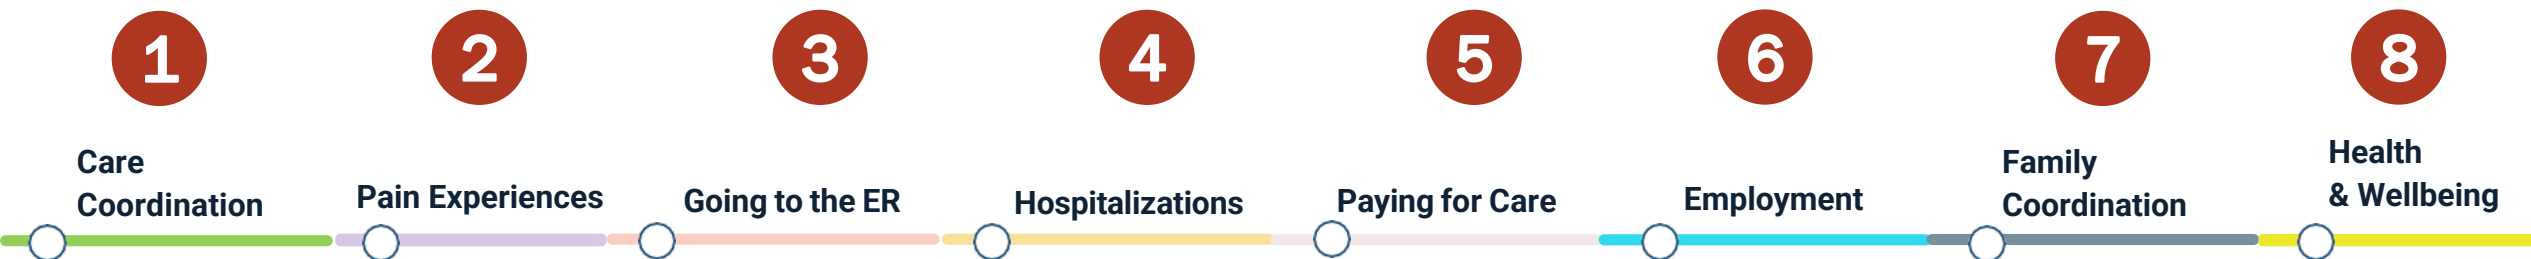 1 2 3 4 5 6 7 8
Care
Coordination
Pain Experiences
Going to the ER
Hospitalizations
Paying for Care
Employment
Family
Coordination
Health
& Wellbeing